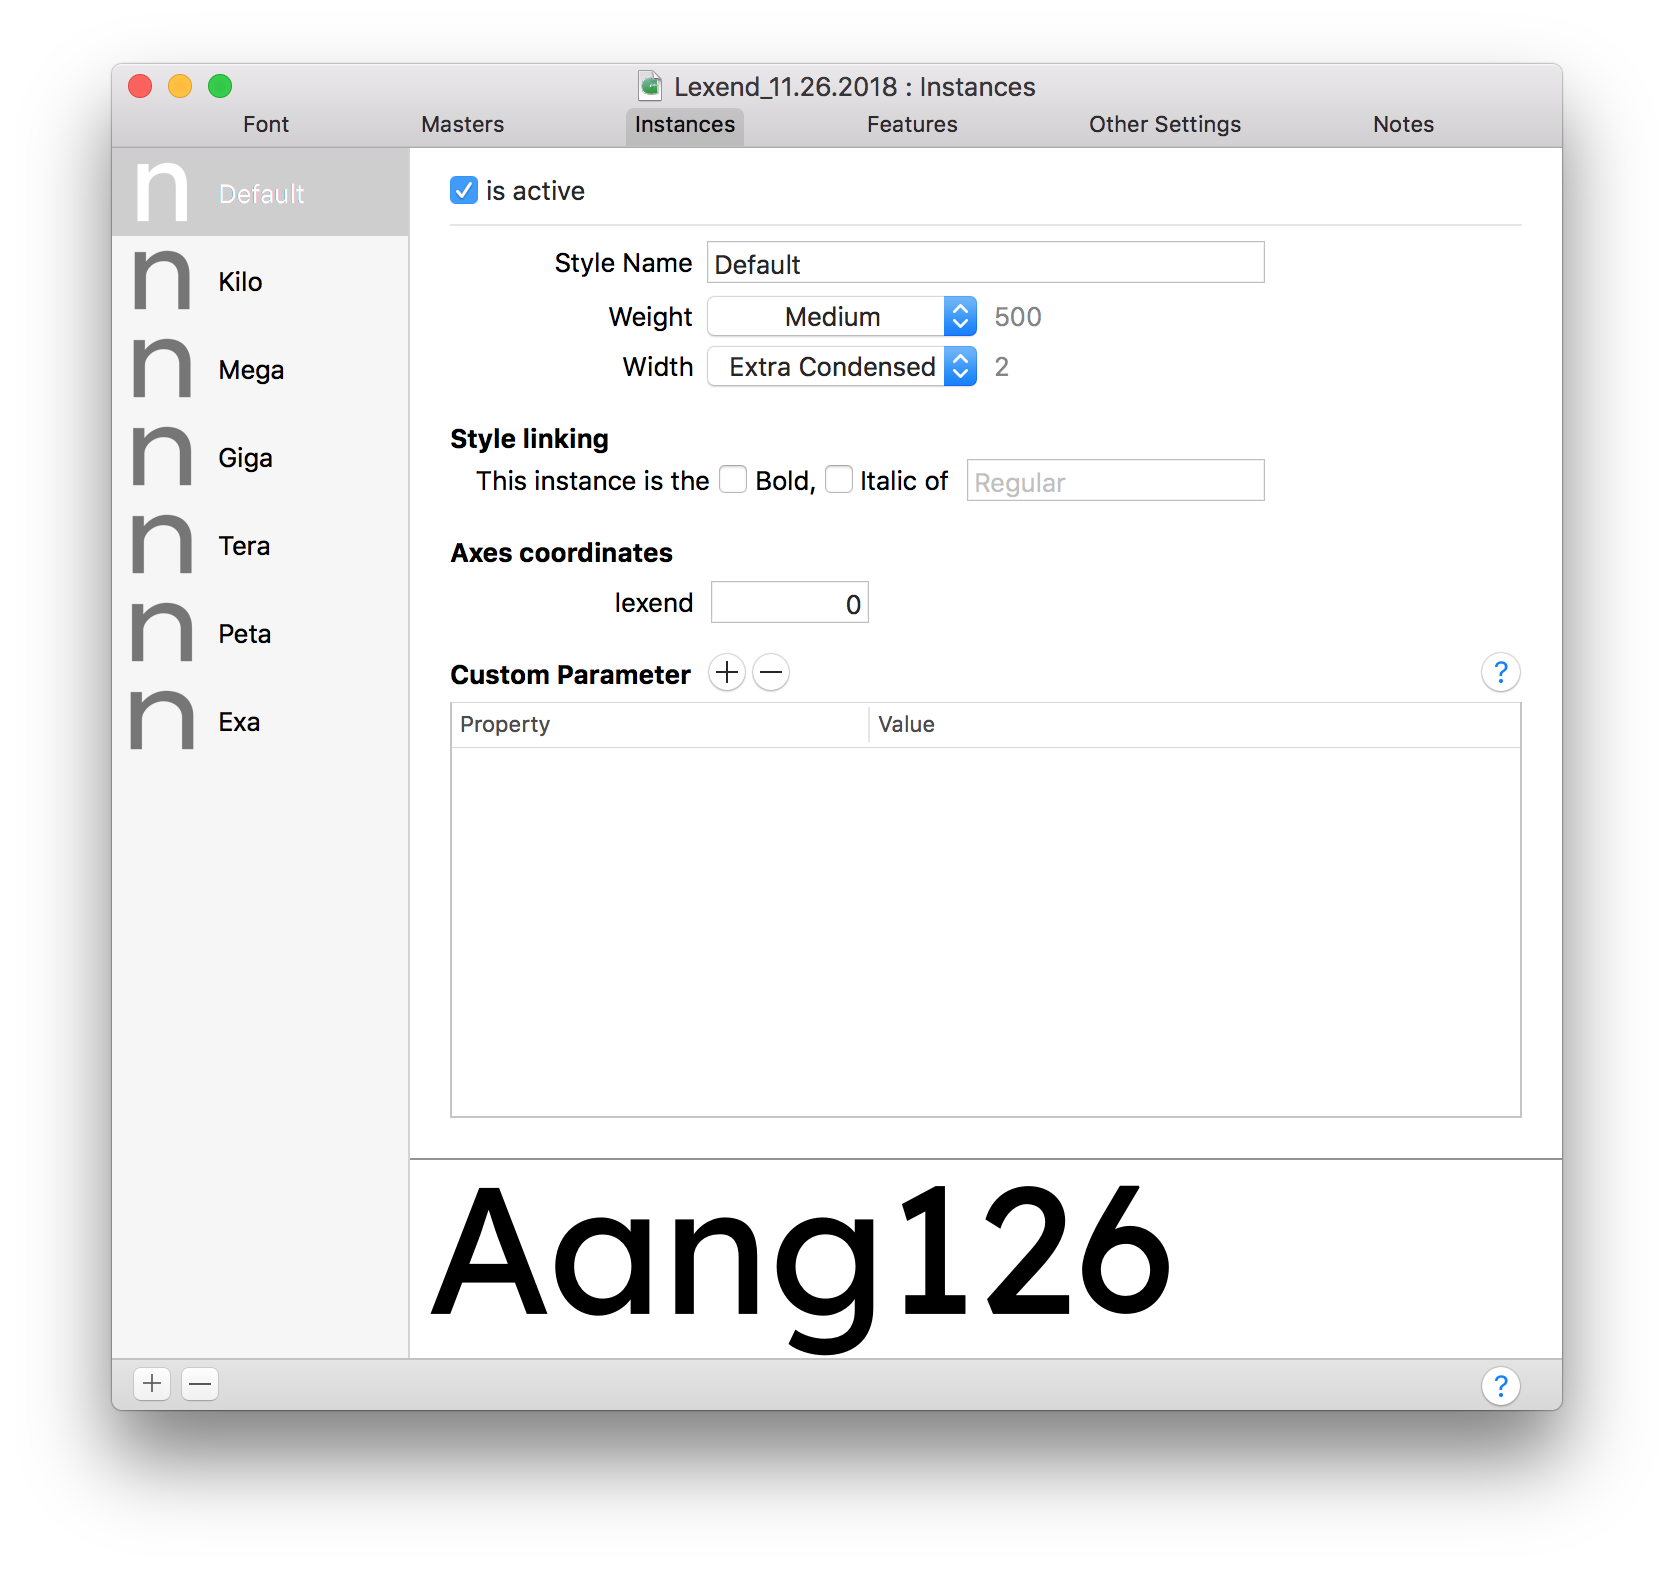 Lexend_11.26.2018 : Instances
Font Masters Instances Features Other Settings Notes
n Default
n Kilo
n Mega
n Giga
n Tera
n Peta
n Exa
is active
Style Name Default
Weight Medium 500
Width Extra Condensed 2
Style linking
This instance is the Bold, Italic of Regular
Axes coordinates
lexend 0
Custom Parameter + − ?
Property Value
Aang126
+ − ?